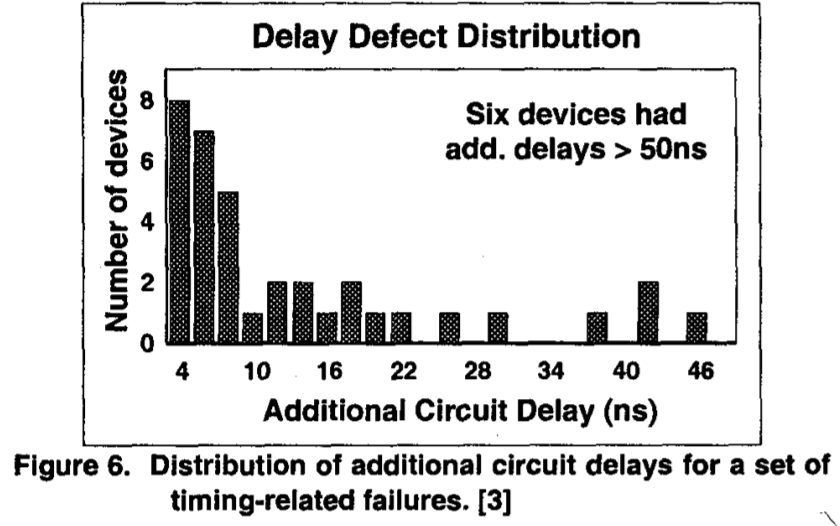 Delay Defect Distribution
Number of devices
8
6
4
2
0
Six devices had
add. delays > 50ns
4 10 16 22 28 34 40 46
Additional Circuit Delay (ns)
Figure 6. Distribution of additional circuit delays for a set of
timing-related failures. [3]